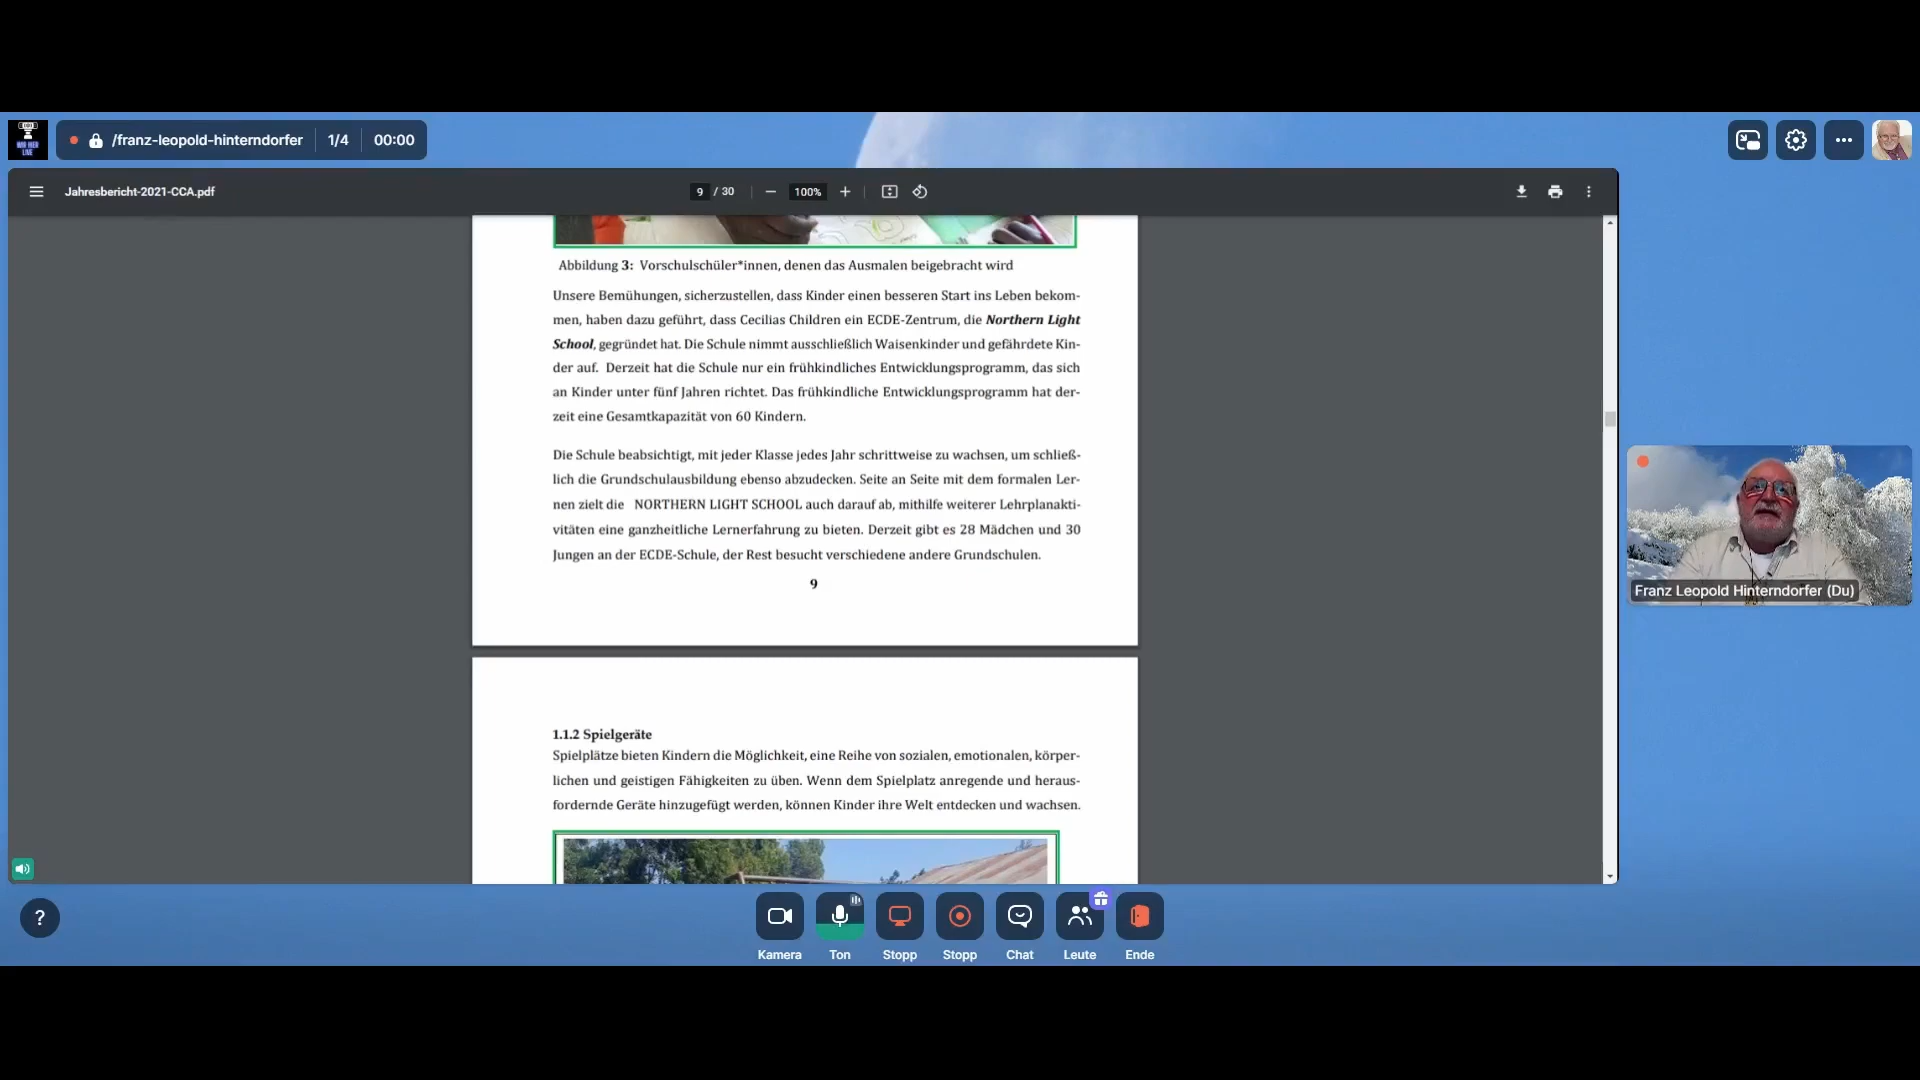 /franz-leopold-hinterndorfer 1/4 00:00
Jahresbericht-2021-CCA.pdf
9 / 30
100%
Abbildung 3: Vorschulschüler*innen, denen das Ausmalen beigebracht wird
Unsere Bemühungen, sicherzustellen, dass Kinder einen besseren Start ins Leben bekom-
men, haben dazu geführt, dass Cecilias Children ein ECDE-Zentrum, die Northern Light
School, gegründet hat. Die Schule nimmt ausschließlich Waisenkinder und gefährdete Kin-
der auf. Derzeit hat die Schule nur ein frühkindliches Entwicklungsprogramm, das sich
an Kinder unter fünf Jahren richtet. Das frühkindliche Entwicklungsprogramm hat der-
zeit eine Gesamtkapazität von 60 Kindern.
Die Schule beabsichtigt, mit jeder Klasse jedes Jahr schrittweise zu wachsen, um schließ-
lich die Grundschulausbildung ebenso abzudecken. Seite an Seite mit dem formalen Ler-
nen zielt die NORTHERN LIGHT SCHOOL auch darauf ab, mithilfe weiterer Lehrplanakti-
vitäten eine ganzheitliche Lernerfahrung zu bieten. Derzeit gibt es 28 Mädchen und 30
Jungen an der ECDE-Schule, der Rest besucht verschiedene andere Grundschulen.
9
1.1.2 Spielgeräte
Spielplätze bieten Kindern die Möglichkeit, eine Reihe von sozialen, emotionalen, körper-
lichen und geistigen Fähigkeiten zu üben. Wenn dem Spielplatz anregende und heraus-
fordernde Geräte hinzugefügt werden, können Kinder ihre Welt entdecken und wachsen.
Franz Leopold Hinterndorfer (Du)
?
Kamera
Ton
Stopp
Stopp
Chat
Leute
Ende